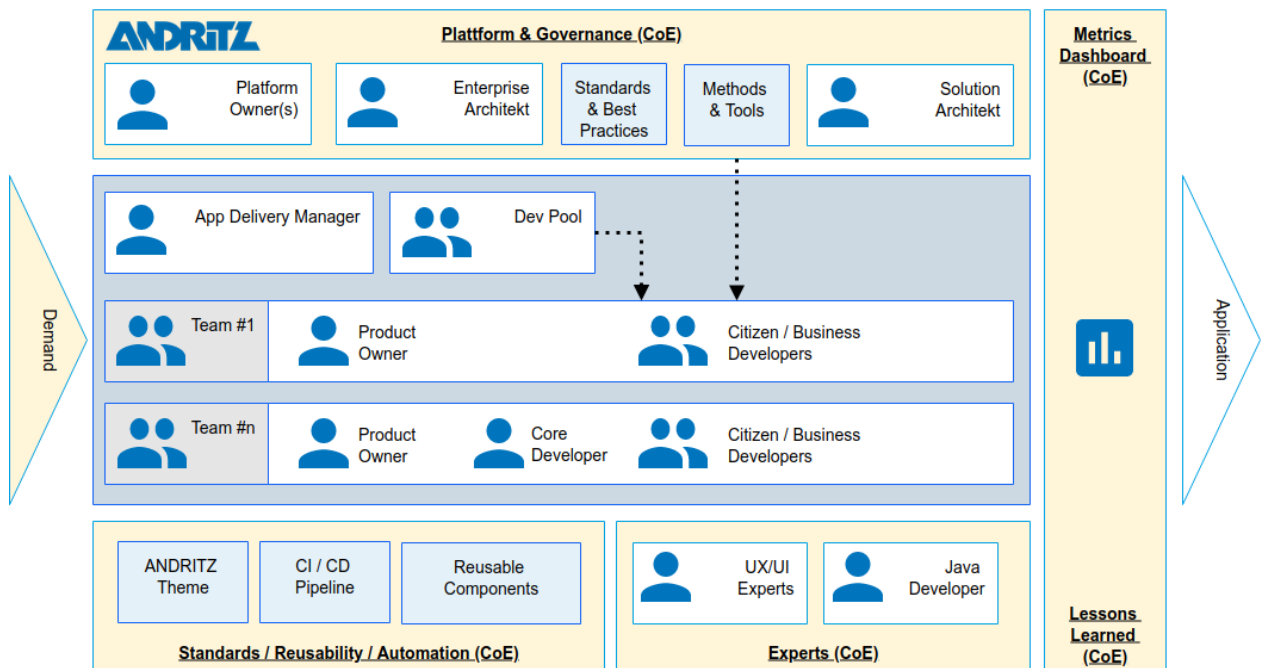 ANDRITZ
Plattform & Governance (CoE)
Platform
Owner(s)
Enterprise
Architekt
Standards
& Best
Practices
Methods
& Tools
Solution
Architekt
Metrics
Dashboard
(CoE)
Demand
App Delivery Manager
Dev Pool
Team #1
Product
Owner
Citizen / Business
Developers
Team #n
Product
Owner
Core
Developer
Citizen / Business
Developers
Application
ANDRITZ
Theme
CI / CD
Pipeline
Reusable
Components
Standards / Reusability / Automation (CoE)
UX/UI
Experts
Java
Developer
Experts (CoE)
Lessons
Learned
(CoE)